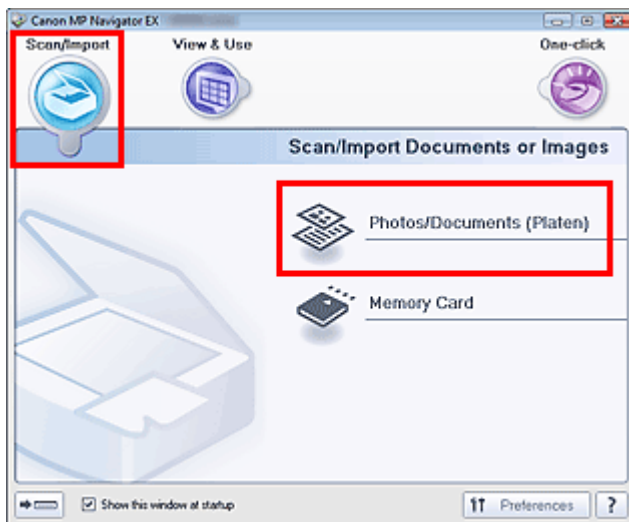 Canon MP Navigator EX
Scan/Import View & Use One-click
Scan/Import Documents or Images
Photos/Documents (Platen)
Memory Card
Show this window at startup Preferences ?